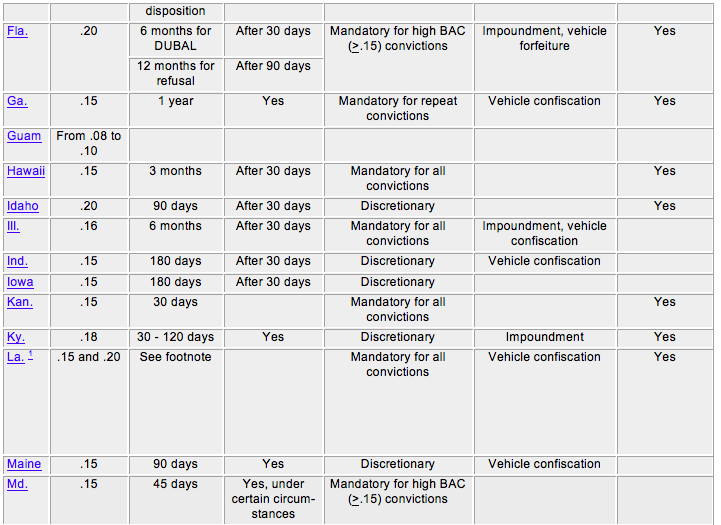 disposition
Fla. .20 6 months for DUBAL After 30 days Mandatory for high BAC (≥.15) convictions Impoundment, vehicle forfeiture Yes
12 months for refusal After 90 days
Ga. .15 1 year Yes Mandatory for repeat convictions Vehicle confiscation Yes
Guam From .08 to .10
Hawaii .15 3 months After 30 days Mandatory for all convictions Yes
Idaho .20 90 days After 30 days Discretionary Yes
Ill. .16 6 months After 30 days Mandatory for all convictions Impoundment, vehicle confiscation
Ind. .15 180 days After 30 days Discretionary Vehicle confiscation
Iowa .15 180 days After 30 days Discretionary
Kan. .15 30 days Mandatory for all convictions Yes
Ky. .18 30 - 120 days Yes Discretionary Impoundment Yes
La. 1 .15 and .20 See footnote Mandatory for all convictions Vehicle confiscation Yes
Maine .15 90 days Yes Discretionary Vehicle confiscation
Md. .15 45 days Yes, under certain circum-stances Mandatory for high BAC (≥.15) convictions